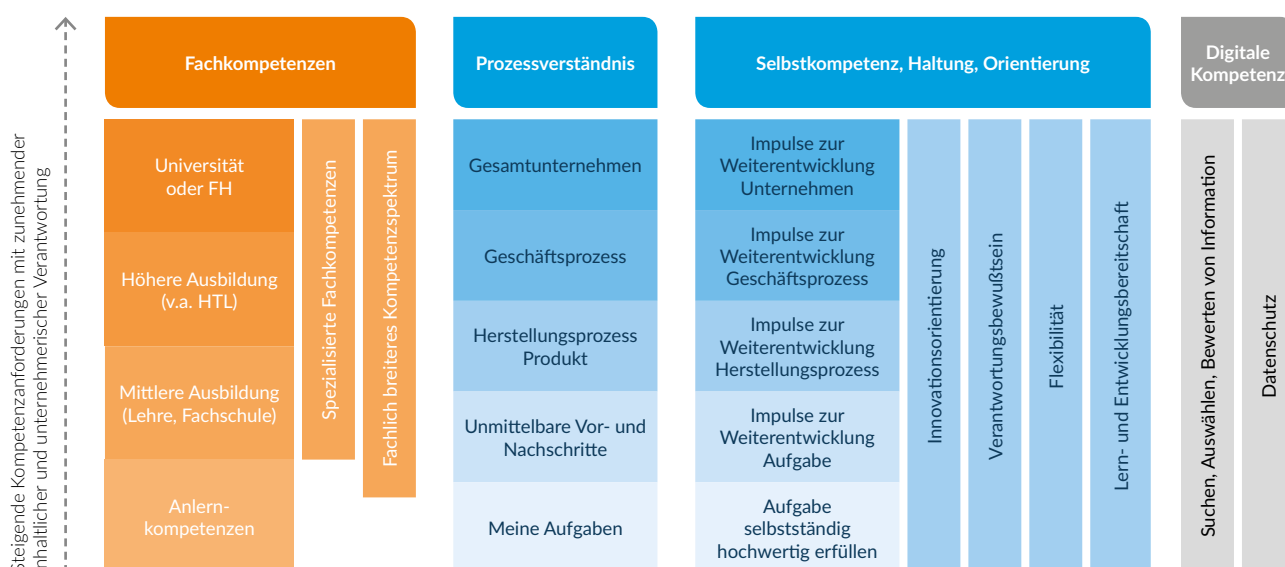 Steigende Kompetenzanforderungen mit zunehmender
inhaltlicher und unternehmerischer Verantwortung
Fachkompetenzen
Universität
oder FH
Höhere Ausbildung
(v.a. HTL)
Mittlere Ausbildung
(Lehre, Fachschule)
Anlern-
kompetenzen
Spezialisierte Fachkompetenzen
Fachlich breiteres Kompetenzspektrum
Prozessverständnis
Gesamtunternehmen
Geschäftsprozess
Herstellungsprozess
Produkt
Unmittelbare Vor- und
Nachschritte
Meine Aufgaben
Selbstkompetenz, Haltung, Orientierung
Impulse zur
Weiterentwicklung
Unternehmen
Impulse zur
Weiterentwicklung
Geschäftsprozess
Impulse zur
Weiterentwicklung
Herstellungsprozess
Impulse zur
Weiterentwicklung
Aufgabe
Aufgabe
selbstständig
hochwertig erfüllen
Innovationsorientierung
Verantwortungsbewußtsein
Flexibilität
Lern- und Entwicklungsbereitschaft
Digitale
Kompetenz
Suchen, Auswählen, Bewerten von Information
Datenschutz